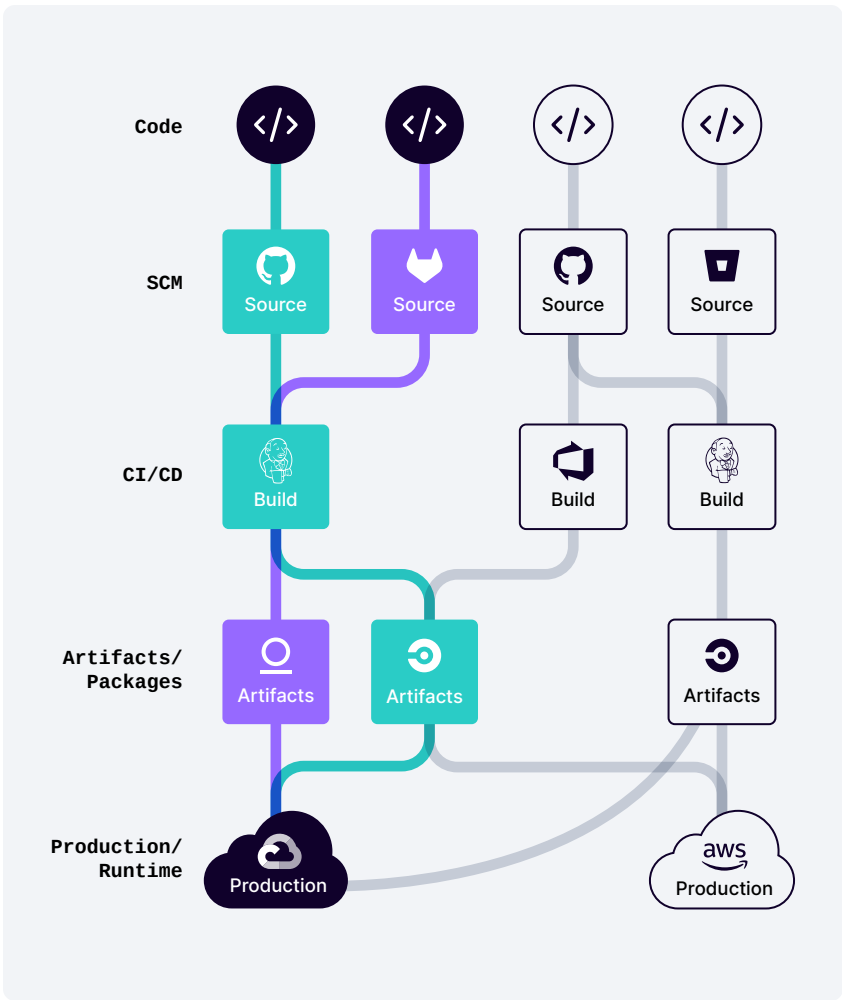 Code
SCM
Source
Source
Source
Source
CI/CD
Build
Build
Build
Artifacts/
Packages
Artifacts
Artifacts
Artifacts
Production/
Runtime
Production
aws
Production